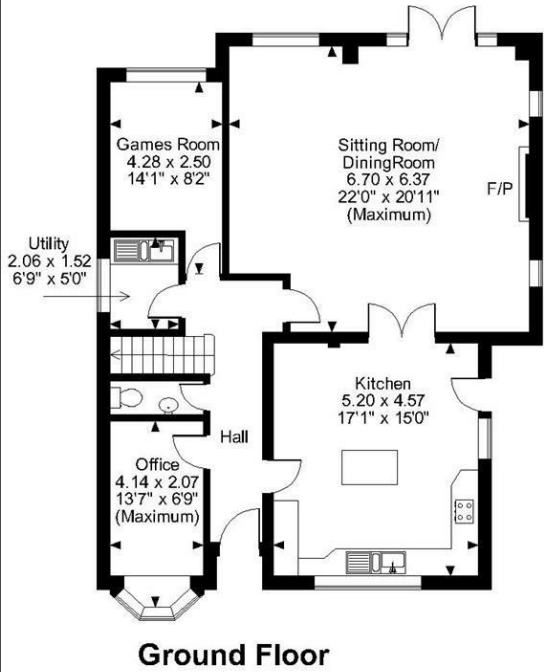 Games Room
4.28 x 2.50
14'1" x 8'2"
Sitting Room/
DiningRoom
6.70 x 6.37
22'0" x 20'11"
(Maximum)
F/P
Utility
2.06 x 1.52
6'9" x 5'0"
Kitchen
5.20 x 4.57
17'1" x 15'0"
Hall
Office
4.14 x 2.07
13'7" x 6'9"
(Maximum)
Ground Floor